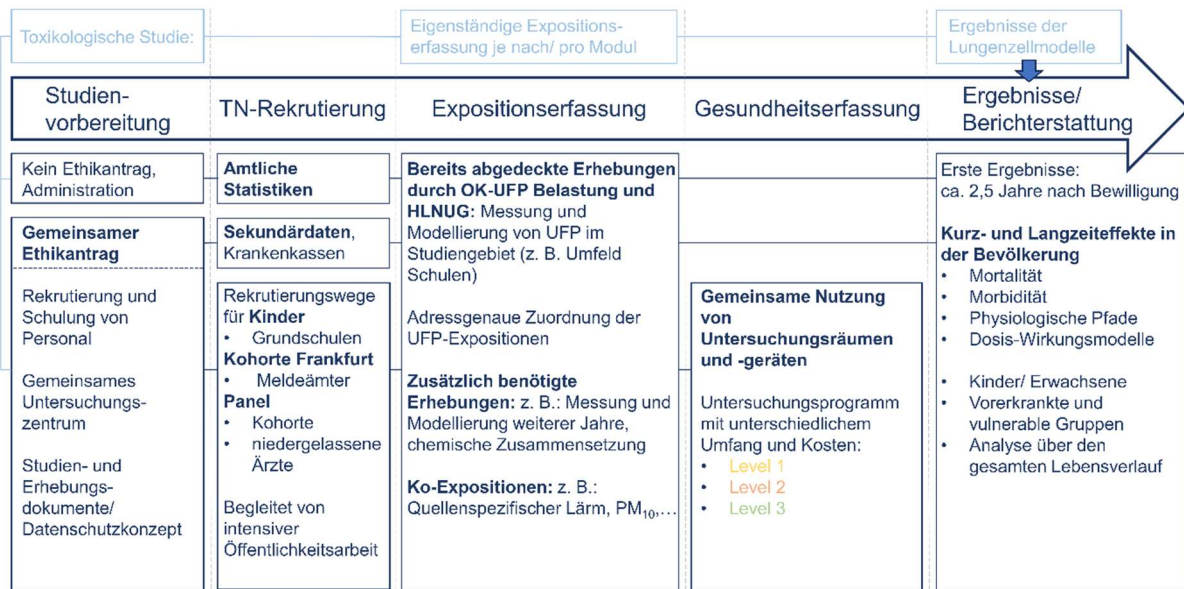 Toxikologische Studie:
Eigenständige Expositions-
erfassung je nach/ pro Modul
Ergebnisse der
Lungenzellmodelle
Studien-
vorbereitung
TN-Rekrutierung
Expositionserfassung
Gesundheitserfassung
Ergebnisse/
Berichterstattung
Kein Ethikantrag,
Administration
Gemeinsamer
Ethikantrag
Rekrutierung und
Schulung von
Personal
Gemeinsames
Untersuchungs-
zentrum
Studien- und
Erhebungs-
dokumente/
Datenschutzkonzept
Amtliche
Statistiken
Sekundärdaten,
Krankenkassen
Rekrutierungswege
für Kinder
• Grundschulen
Kohorte Frankfurt
• Meldeämter
Panel
• Kohorte
• niedergelassene
Ärzte
Begleitet von
intensiver
Öffentlichkeitsarbeit
Bereits abgedeckte Erhebungen
durch OK-UFP Belastung und
HLNUG: Messung und
Modellierung von UFP im
Studiengebiet (z. B. Umfeld
Schulen)
Adressgenaue Zuordnung der
UFP-Expositionen
Zusätzlich benötigte
Erhebungen: z. B.: Messung und
Modellierung weiterer Jahre,
chemische Zusammensetzung
Ko-Expositionen: z. B.:
Quellenspezifischer Lärm, PM₁₀,…
Gemeinsame Nutzung
von
Untersuchungsräumen
und -geräten
Untersuchungsprogramm
mit unterschiedlichem
Umfang und Kosten:
• Level 1
• Level 2
• Level 3
Erste Ergebnisse:
ca. 2,5 Jahre nach Bewilligung
Kurz- und Langzeiteffekte in
der Bevölkerung
• Mortalität
• Morbidität
• Physiologische Pfade
• Dosis-Wirkungsmodelle
• Kinder/ Erwachsene
• Vorerkrankte und
vulnerable Gruppen
• Analyse über den
gesamten Lebensverlauf